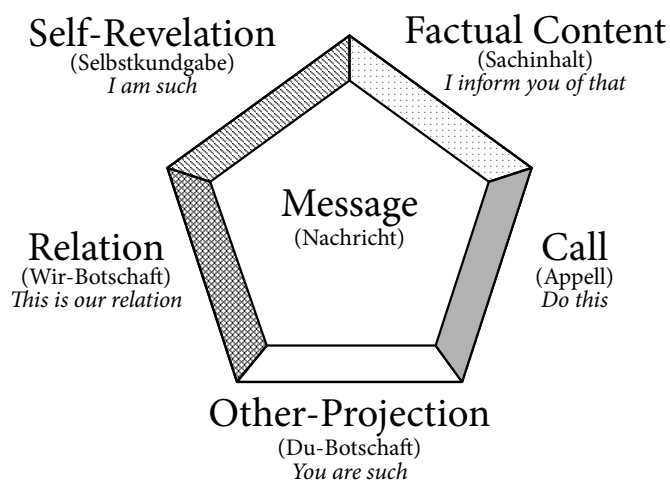 Self-Revelation
(Selbstkundgabe)
I am such
Factual Content
(Sachinhalt)
I inform you of that
Message
(Nachricht)
Relation
(Wir-Botschaft)
This is our relation
Call
(Appell)
Do this
Other-Projection
(Du-Botschaft)
You are such